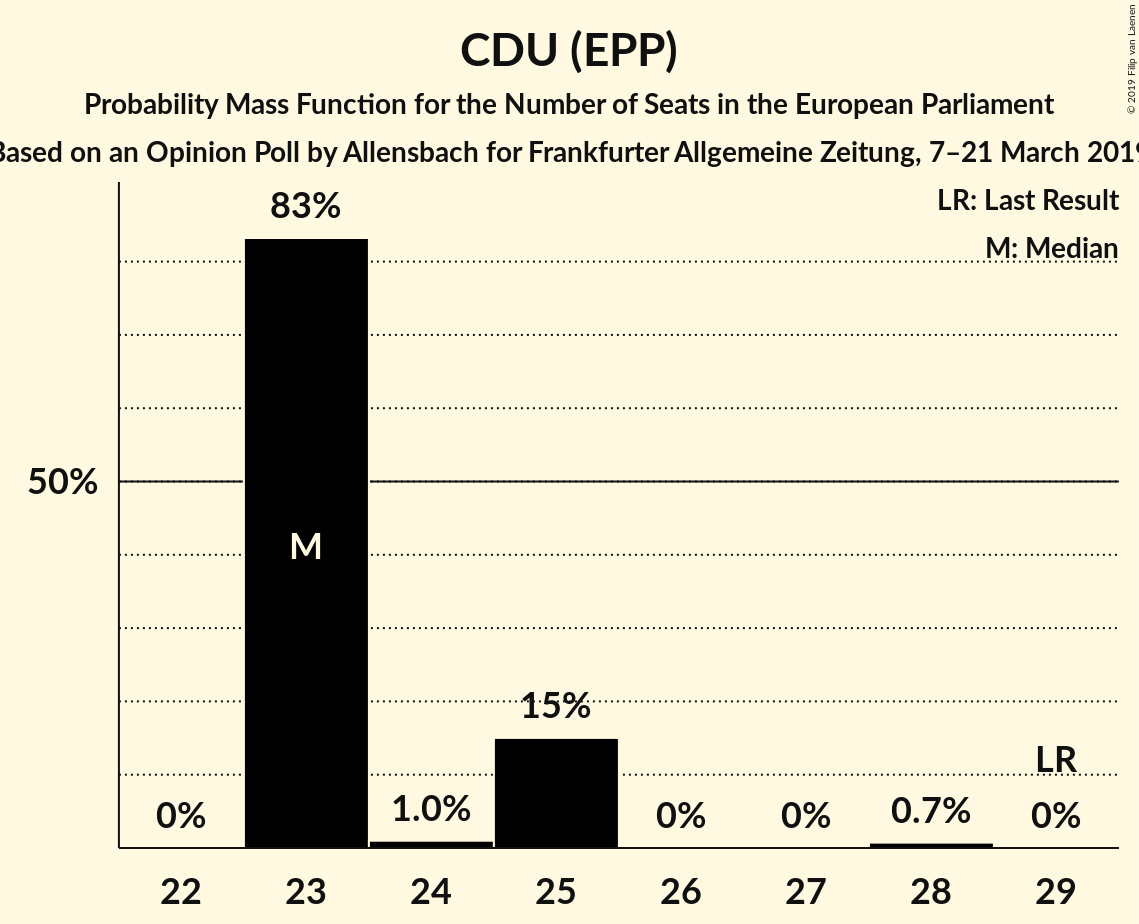 CDU (EPP)
Probability Mass Function for the Number of Seats in the European Parliament
Based on an Opinion Poll by Allensbach for Frankfurter Allgemeine Zeitung, 7–21 March 2019
© 2019 Filip van Laenen
LR: Last Result
M: Median
83%
50%
M
15%
LR
0%
1.0%
0%
0%
0.7%
0%
22 23 24 25 26 27 28 29